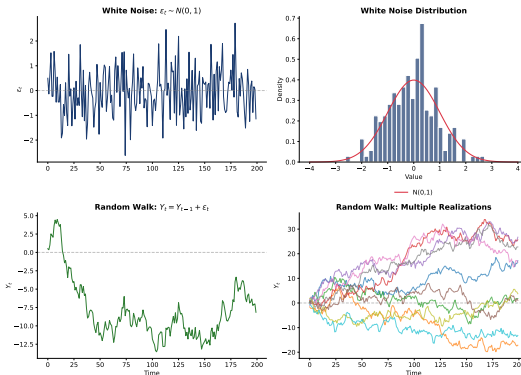 White Noise: εt ~ N(0, 1)
εt
2
1
0
−1
−2
0 25 50 75 100 125 150 175 200
White Noise Distribution
Density
0.7
0.6
0.5
0.4
0.3
0.2
0.1
0.0
−4 −3 −2 −1 0 1 2 3 4
Value
N(0,1)
Random Walk: Yt = Yt−1 + εt
Yt
5.0
2.5
0.0
−2.5
−5.0
−7.5
−10.0
−12.5
0 25 50 75 100 125 150 175 200
Time
Random Walk: Multiple Realizations
Yt
30
20
10
0
−10
−20
0 25 50 75 100 125 150 175 200
Time